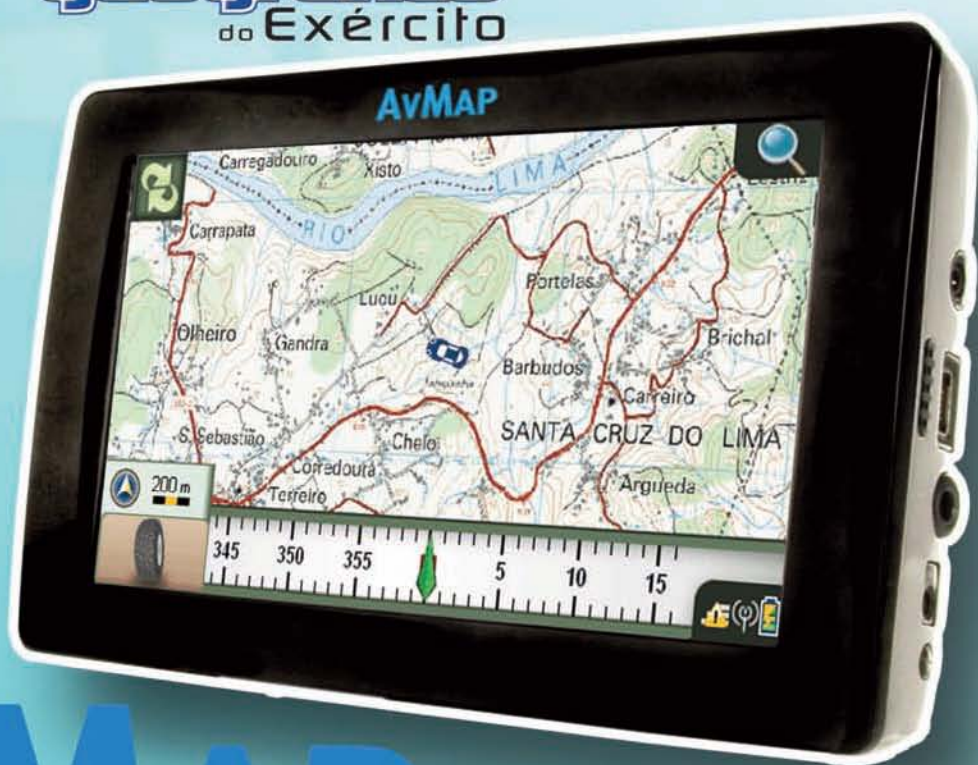 do Exército
AVMAP
Carregadouro
Xisto
RIO LIMA
Carrapata
Portelas
Olheiro
Gandra
Brichal
Barbudos
Carreiro
S. Sebastião
Chelo
SANTA CRUZ DO LIMA
Corredoura
Argueda
Terreiro
200 m
345 350 355 5 10 15
MAP